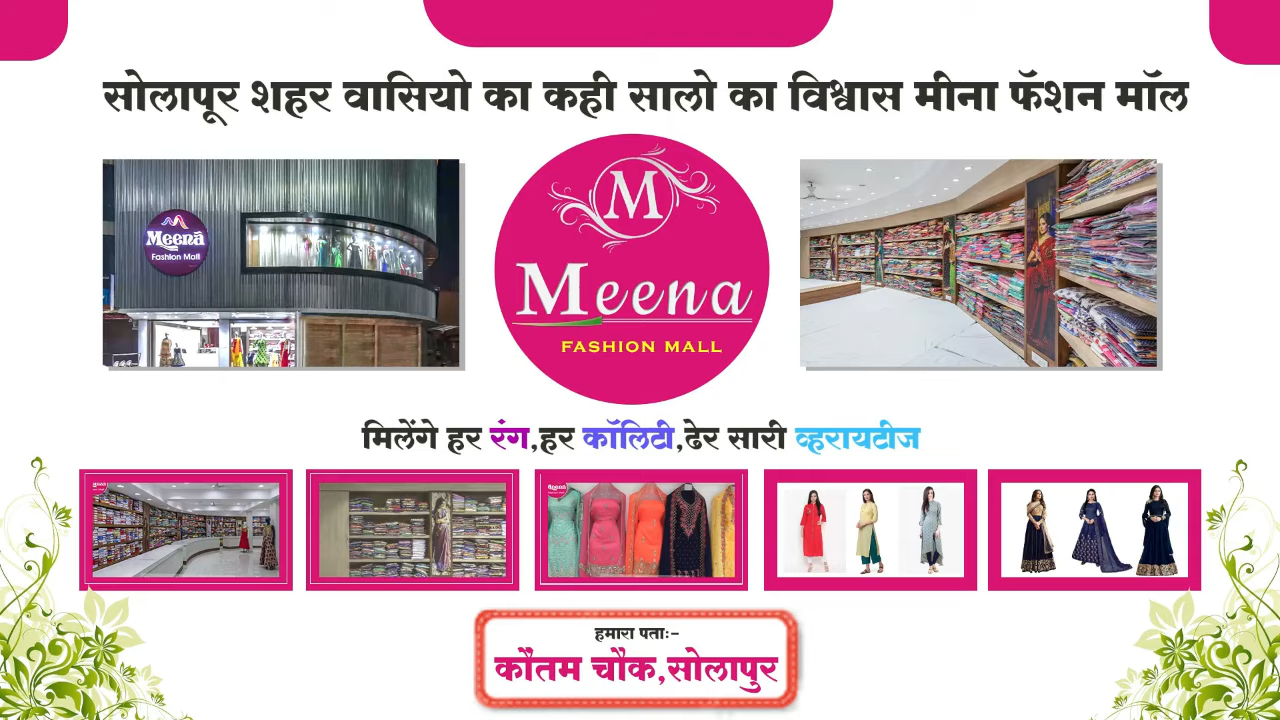 सोलापूर शहर वासियो का कही सालो का विश्वास मीना फॅशन मॉल
M
Meena
FASHION MALL
Meena
Fashion Mall
मिलेंगे हर रंग,हर कॉलिटी,ढेर सारी व्हरायटीज
हमारा पताः-
कौतम चौक,सोलापुर